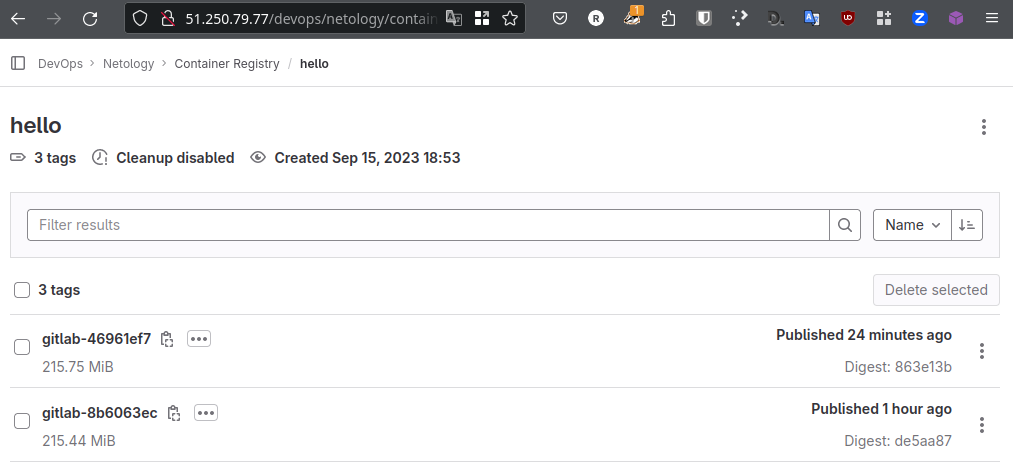 51.250.79.77/devops/netology/contain
1
R
D
UD
Z
DevOps > Netology > Container Registry / hello
hello
3 tags Cleanup disabled Created Sep 15, 2023 18:53
Filter results
Name
3 tags
Delete selected
gitlab-46961ef7
Published 24 minutes ago
215.75 MiB
Digest: 863e13b
gitlab-8b6063ec
Published 1 hour ago
215.44 MiB
Digest: de5aa87